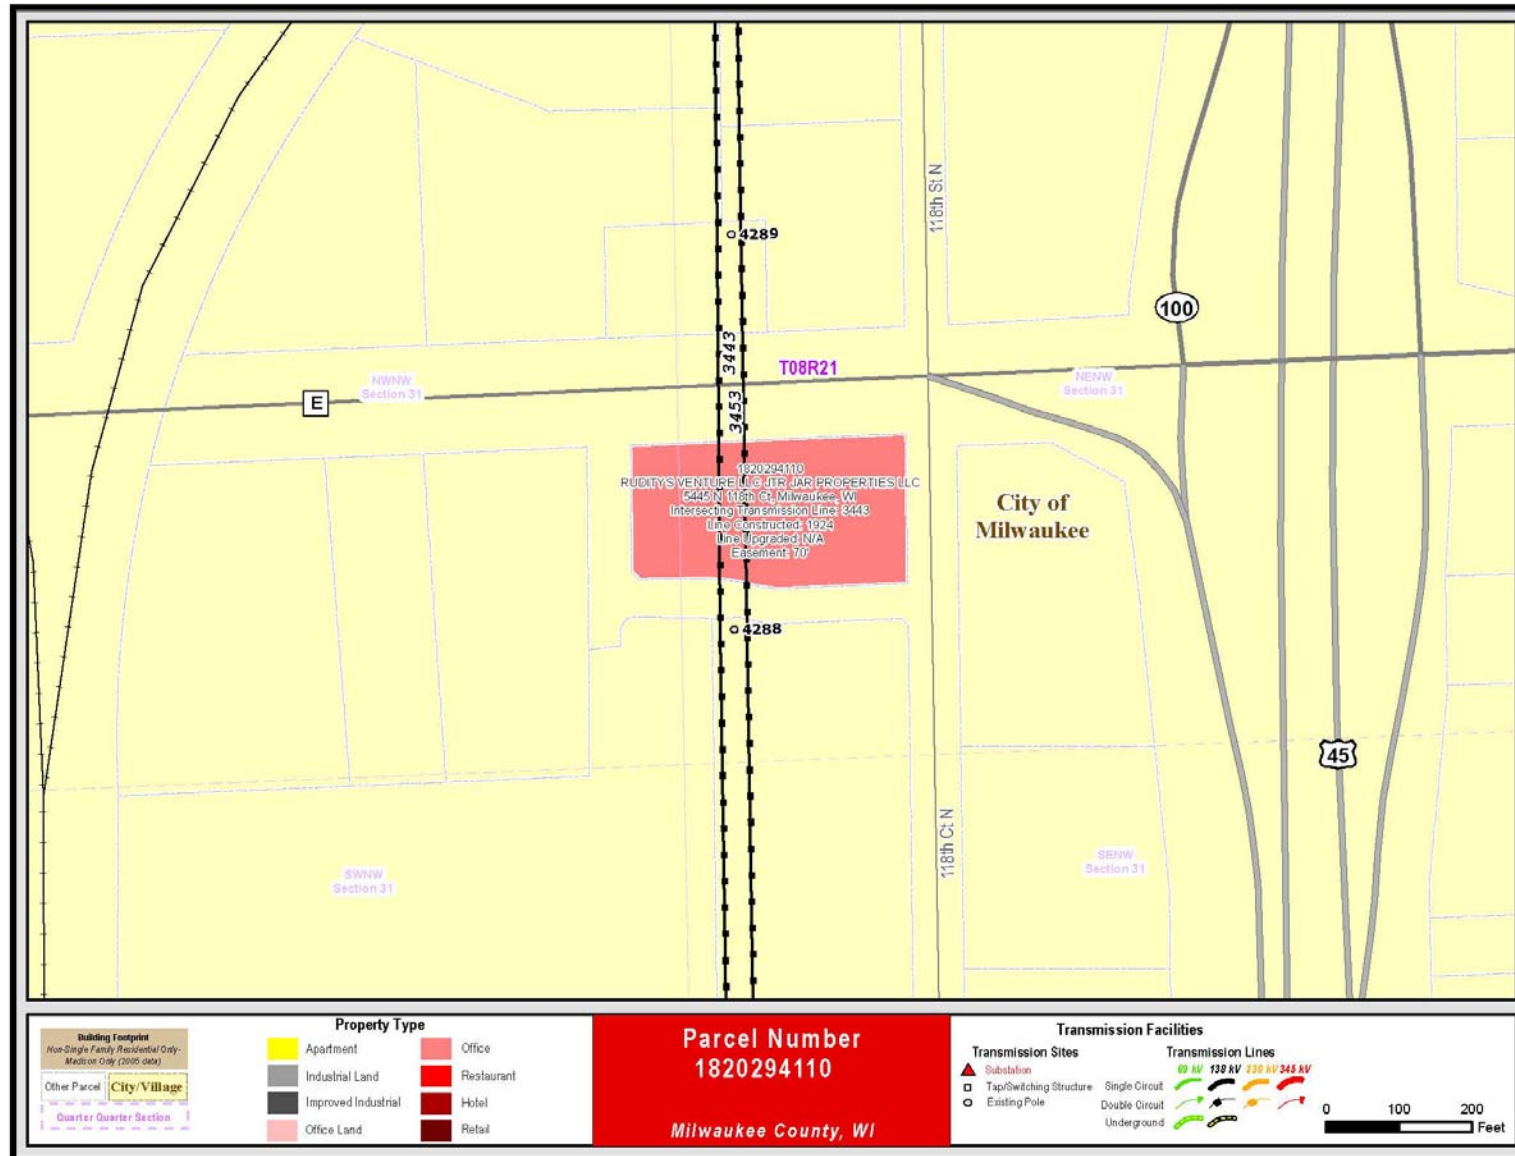 118th St N
4289
100
3443
T08R21
NWNW
Section 31
NENW
Section 31
E
3453
1820294110
RUDITYS VENTURE LLC JTR JAR PROPERTIES LLC
5445 N 118th Ct, Milwaukee, WI
Intersecting Transmission Line: 3443
Line Constructed: 1924
Line Upgraded: N/A
Easement: 70'
City of
Milwaukee
4288
45
118th Ct N
SWNW
Section 31
SENW
Section 31
Building Footprint
Non-Single Family Residential Only-
Madison Only (2005 data)
Other Parcel
City/Village
Quarter Quarter Section
Property Type
Apartment
Office
Industrial Land
Restaurant
Improved Industrial
Hotel
Office Land
Retail
Parcel Number
1820294110
Milwaukee County, WI
Transmission Facilities
Transmission Sites
Substation
Tap/Switching Structure
Existing Pole
Transmission Lines
69 kV 138 kV 230 kV 345 kV
Single Circuit
Double Circuit
Underground
0 100 200
Feet